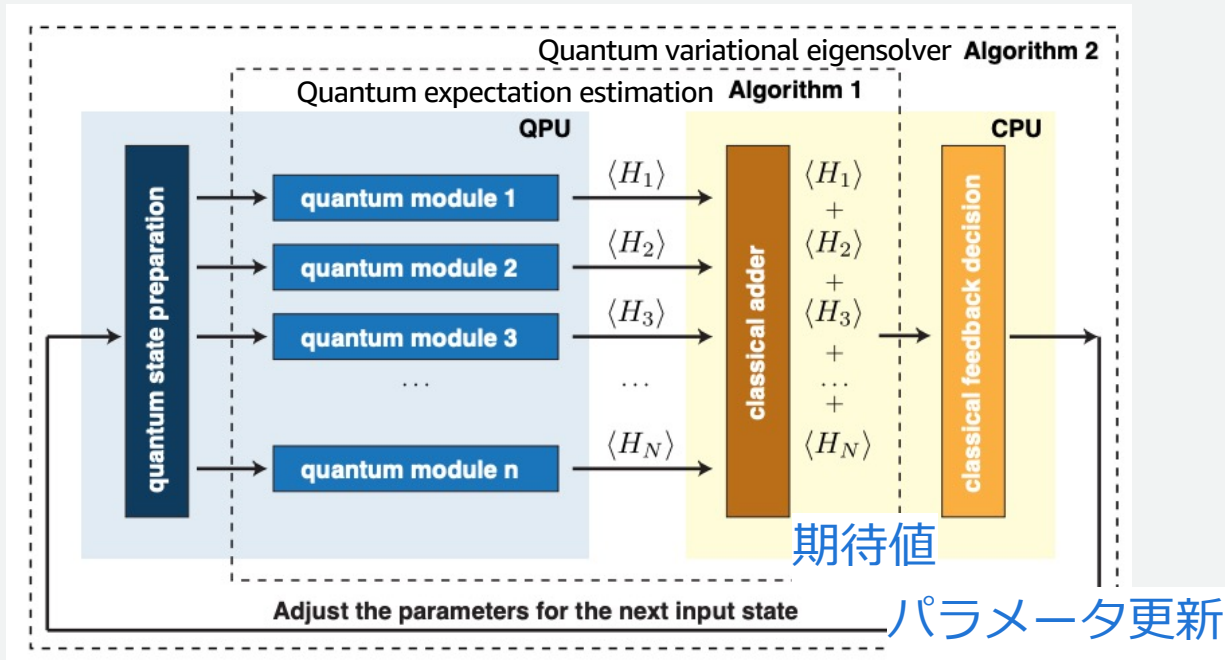 Quantum variational eigensolver Algorithm 2
Quantum expectation estimation Algorithm 1
QPU
CPU
quantum state preparation
quantum module 1
quantum module 2
quantum module 3
...
quantum module n
⟨H₁⟩
⟨H₂⟩
⟨H₃⟩
...
⟨H_N⟩
classical adder
⟨H₁⟩
+
⟨H₂⟩
+
⟨H₃⟩
+
...
+
⟨H_N⟩
classical feedback decision
期待値
Adjust the parameters for the next input state
パラメータ更新